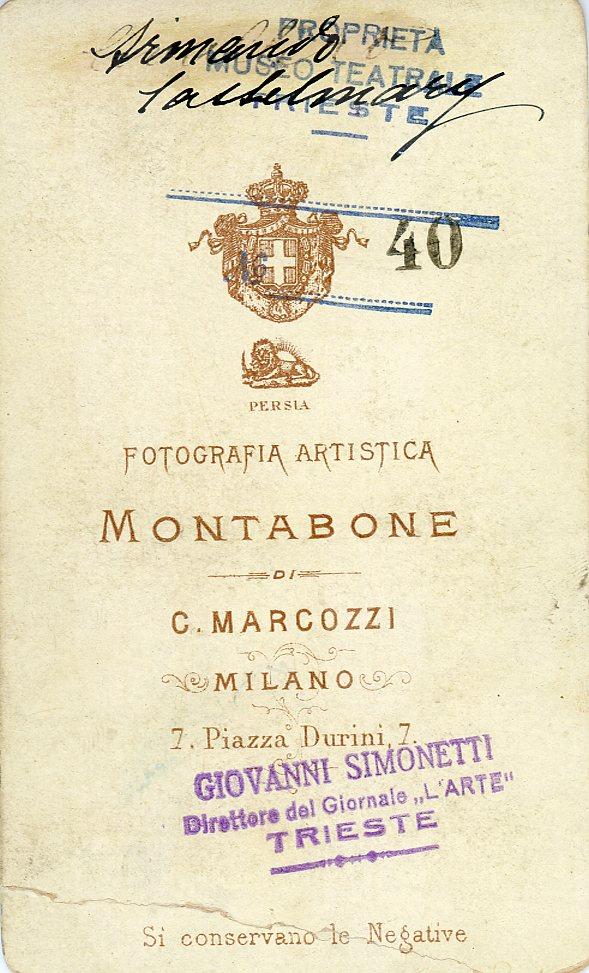 PROPRIETÀ
MUSEO TEATRALE
TRIESTE
Armando
Castelmary
40
PERSIA
FOTOGRAFIA ARTISTICA
MONTABONE
DI
C. MARCOZZI
MILANO
7. Piazza Durini, 7.
GIOVANNI SIMONETTI
Direttore del Giornale „L'ARTE"
TRIESTE
Si conservano le Negative